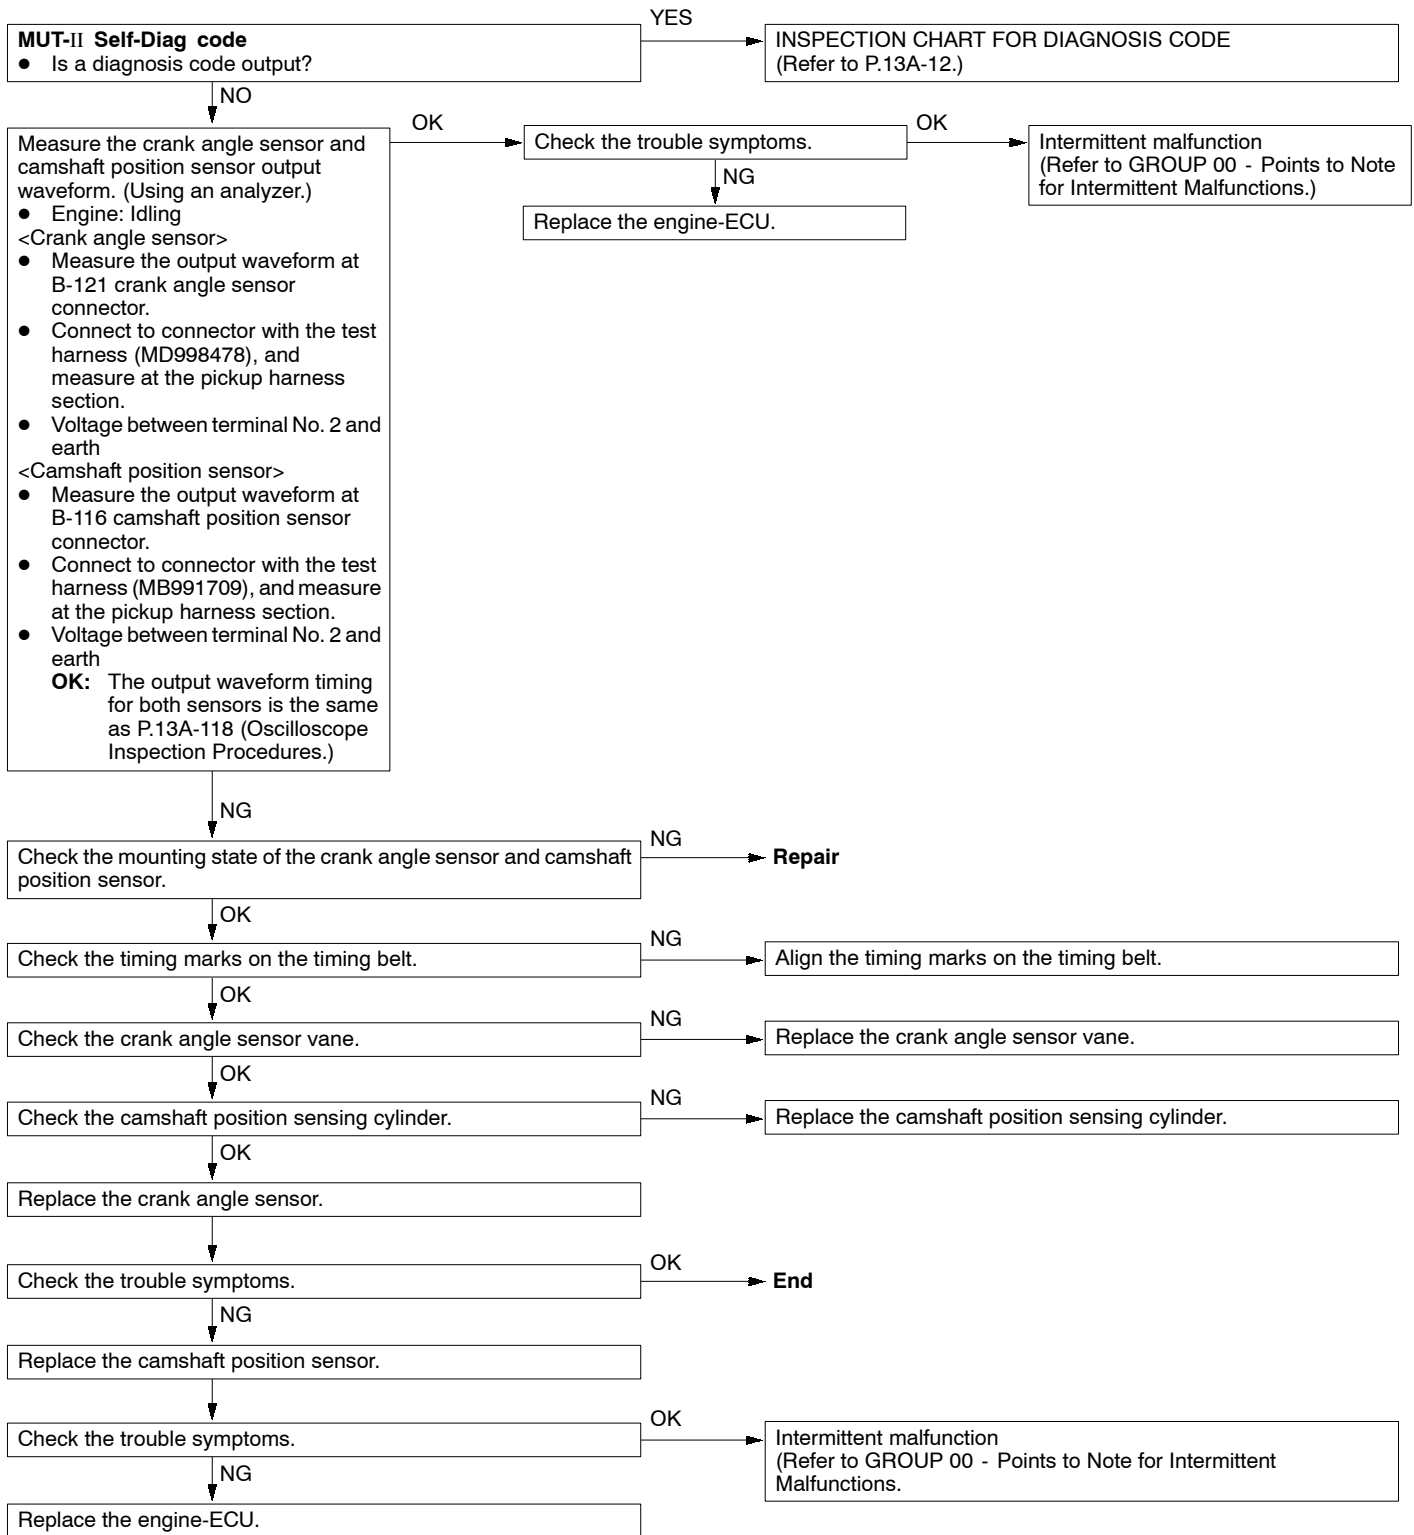 YES
MUT-II Self-Diag code
● Is a diagnosis code output?
INSPECTION CHART FOR DIAGNOSIS CODE
(Refer to P.13A-12.)
NO
Measure the crank angle sensor and
camshaft position sensor output
waveform. (Using an analyzer.)
● Engine: Idling
<Crank angle sensor>
● Measure the output waveform at
B-121 crank angle sensor
connector.
● Connect to connector with the test
harness (MD998478), and
measure at the pickup harness
section.
● Voltage between terminal No. 2 and
earth
<Camshaft position sensor>
● Measure the output waveform at
B-116 camshaft position sensor
connector.
● Connect to connector with the test
harness (MB991709), and measure
at the pickup harness section.
● Voltage between terminal No. 2 and
earth
OK: The output waveform timing
for both sensors is the same
as P.13A-118 (Oscilloscope
Inspection Procedures.)
OK
Check the trouble symptoms.
OK
Intermittent malfunction
(Refer to GROUP 00 - Points to Note
for Intermittent Malfunctions.)
NG
Replace the engine-ECU.
NG
Check the mounting state of the crank angle sensor and camshaft
position sensor.
NG
Repair
OK
Check the timing marks on the timing belt.
NG
Align the timing marks on the timing belt.
OK
Check the crank angle sensor vane.
NG
Replace the crank angle sensor vane.
OK
Check the camshaft position sensing cylinder.
NG
Replace the camshaft position sensing cylinder.
OK
Replace the crank angle sensor.
Check the trouble symptoms.
OK
End
NG
Replace the camshaft position sensor.
Check the trouble symptoms.
OK
Intermittent malfunction
(Refer to GROUP 00 - Points to Note for Intermittent
Malfunctions.
NG
Replace the engine-ECU.